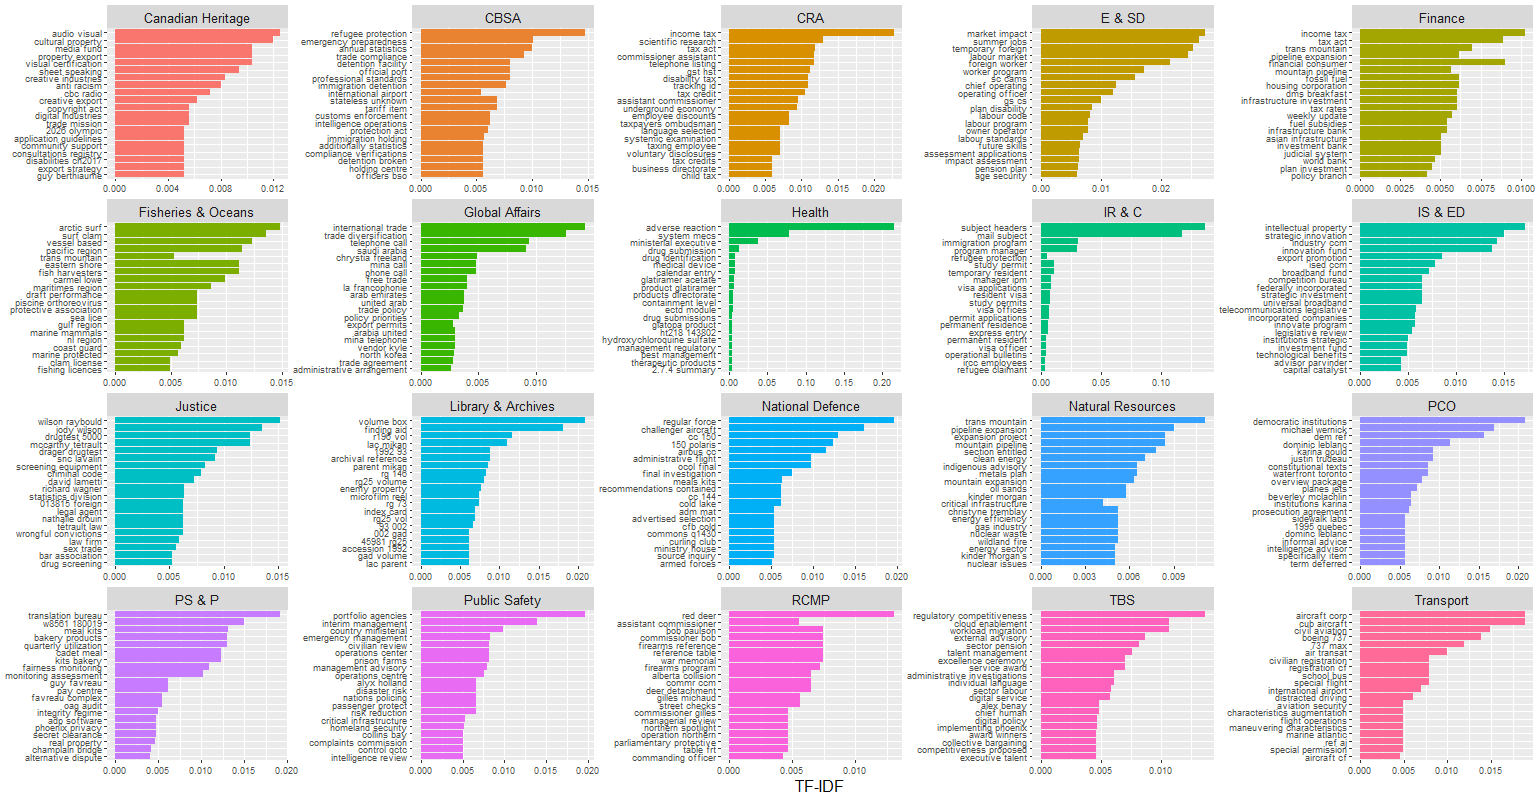 Canadian Heritage
audio visual
cultural property
media fund
property export
visual certification
sheet speaking
creative industries
anti racism
cbc radio
creative export
copyright act
digital industries
trade mission
2026 olympic
application guidelines
community support
consultations registry
disabilities ch2017
export strategy
guy berthiaume
0.000 0.004 0.008 0.012
CBSA
refugee protection
emergency preparedness
annual statistics
trade compliance
detention facility
official port
professional standards
immigration detention
international airport
stateless unknown
tariff item
customs enforcement
intelligence operations
protection act
immigration holding
additionally statistics
compliance verifications
detention broken
holding centre
officers bso
0.000 0.005 0.010 0.015
CRA
income tax
scientific research
tax act
commissioner assistant
telephone listing
gst hst
disability tax
tracking id
tax credit
assistant commissioner
underground economy
employee discounts
taxpayers ombudsman
language selected
systemic examination
taxing employee
voluntary disclosures
tax credits
business directorate
child tax
0.000 0.005 0.010 0.015 0.020
E & SD
market impact
summer jobs
temporary foreign
labour market
foreign worker
worker program
sc cams
chief operating
operating officer
gs cs
plan disability
labour code
labour program
owner operator
labour standards
future skills
assessment applications
impact assessment
pension plan
age security
0.00 0.01 0.02
Finance
income tax
tax act
trans mountain
pipeline expansion
financial consumer
mountain pipeline
fossil fuel
housing corporation
dms breakfast
infrastructure investment
tax rates
weekly update
fuel subsidies
infrastructure bank
asian infrastructure
investment bank
judicial system
world bank
plan investment
policy branch
0.0000 0.0025 0.0050 0.0075 0.0100
Fisheries & Oceans
arctic surf
surf clam
vessel based
pacific region
trans mountain
eastern shore
fish harvesters
carmel lowe
maritimes region
draft performance
piscine orthoreovirus
protective association
sea lice
gulf region
marine mammals
nl region
coast guard
marine protected
clam license
fishing licences
0.000 0.005 0.010 0.015
Global Affairs
international trade
trade diversification
telephone call
saudi arabia
chrystia freeland
mina call
phone call
free trade
la francophonie
arab emirates
united arab
trade policy
policy priorities
export permits
arabia united
mina telephone
vendor kyle
north korea
trade agreement
administrative arrangement
0.000 0.005 0.010
Health
adverse reaction
system mecs
ministerial executive
drug submission
drug identification
medical device
calendar entry
glatiramer acetate
product glatiramer
products directorate
containment level
ectd module
drug submissions
glatopa product
ht218 143802
hydroxychloroquine sulfate
management regulatory
pest management
therapeutic products
2.7.4 summary
0.00 0.05 0.10 0.15 0.20
IR & C
subject headers
mail subject
immigration program
program manager
refugee protection
study permit
temporary resident
manager ipm
visa applications
resident visa
study permits
visa offices
permit applications
permanent residence
express entry
permanent resident
visa officer
operational bulletins
ircc employees
refugee claimant
0.00 0.05 0.10
IS & ED
intellectual property
strategic innovation
industry ccm
innovation fund
export promotion
ised ccm
broadband fund
competition bureau
federally incorporated
strategic investment
universal broadband
telecommunications legislative
incorporated companies
innovate program
legislative review
institutions strategic
investment fund
technological benefits
advisor parvinder
capital catalyst
0.000 0.005 0.010 0.015
Justice
wilson raybould
jody wilson
drugtest 5000
mccarthy tetrault
drager drugtest
snc lavalin
screening equipment
criminal code
david lametti
richard wagner
statistics division
013815 foreign
legal agent
nathalie drouin
tetrault law
wrongful convictions
law firm
sex trade
bar association
drug screening
0.000 0.005 0.010 0.015
Library & Archives
volume box
finding aid
r196 vol
lac mikan
1992 93
archival reference
parent mikan
rg 146
rg25 volume
enemy property
microfilm reel
rg 73
index card
rg25 vol
93 002
002 gad
45981 rg25
accession 1992
gad volume
lac parent
0.000 0.005 0.010 0.015 0.020
National Defence
regular force
challenger aircraft
cc 150
150 polaris
airbus cc
administrative flight
ocol final
final investigation
meals kits
recommendations contained
cc 144
cold lake
adm mat
advertised selection
cfb cold
commons q1430
curling club
ministry house
source inquiry
armed forces
0.000 0.005 0.010 0.015 0.020
Natural Resources
trans mountain
pipeline expansion
expansion project
mountain pipeline
section entitled
clean energy
indigenous advisory
metals plan
mountain expansion
oil sands
kinder morgan
critical infrastructure
christyne tremblay
energy efficiency
gas industry
nuclear waste
wildland fire
energy sector
kinder morgan's
nuclear issues
0.000 0.003 0.006 0.009
PCO
democratic institutions
michael wernick
dem ref
dominic leblanc
karina gould
justin trudeau
constitutional texts
waterfront toronto
overview package
planes jets
beverley mclachlin
institutions karina
prosecution agreement
sidewalk labs
1995 quebec
dominc leblanc
informal advice
intelligence advisor
specifically item
term deferred
0.000 0.005 0.010 0.015 0.020
PS & P
translation bureau
w8561 180019
meal kits
bakery products
quarterly utilization
cadet meal
kits bakery
fairness monitoring
monitoring assessment
guy favreau
pay centre
favreau complex
oag audit
integrity regime
adp software
phoenix privacy
secret clearance
real property
champlain bridge
alternative dispute
0.000 0.005 0.010 0.015 0.020
Public Safety
portfolio agencies
interim management
country ministerial
emergency management
civilian review
operations center
prison farms
management advisory
operations centre
alyx holland
disaster risk
nations policing
passenger protect
risk reduction
critical infrastructure
homeland security
collins bay
complaints commission
control qctc
intelligence review
0.000 0.005 0.010 0.015 0.020
RCMP
red deer
assistant commissioner
bob paulson
commissioner bob
firearms reference
reference table
war memorial
firearms program
alberta collision
commr ccm
deer detachment
gilles michaud
street checks
commissioner gilles
managerial review
northern spotlight
operation northern
parliamentary protective
table frt
commanding officer
0.000 0.005 0.010
TBS
regulatory competitiveness
cloud enablement
workload migration
external advisory
sector pension
talent management
excellence ceremony
service award
administrative investigations
individual language
sector labour
digital service
alex benay
chief human
digital policy
implementing phoenix
award winners
collective bargaining
competitiveness proposed
executive talent
0.000 0.005 0.010
Transport
aircraft corp
cub aircraft
civil aviation
boeing 737
737 max
air transat
civilian registration
registration cf
school bus
special flight
international airport
distracted driving
aviation security
characteristics augmentation
flight operations
maneuvering characteristics
marine atlantic
ref aj
special permission
aircraft cf
0.000 0.005 0.010 0.015
TF-IDF